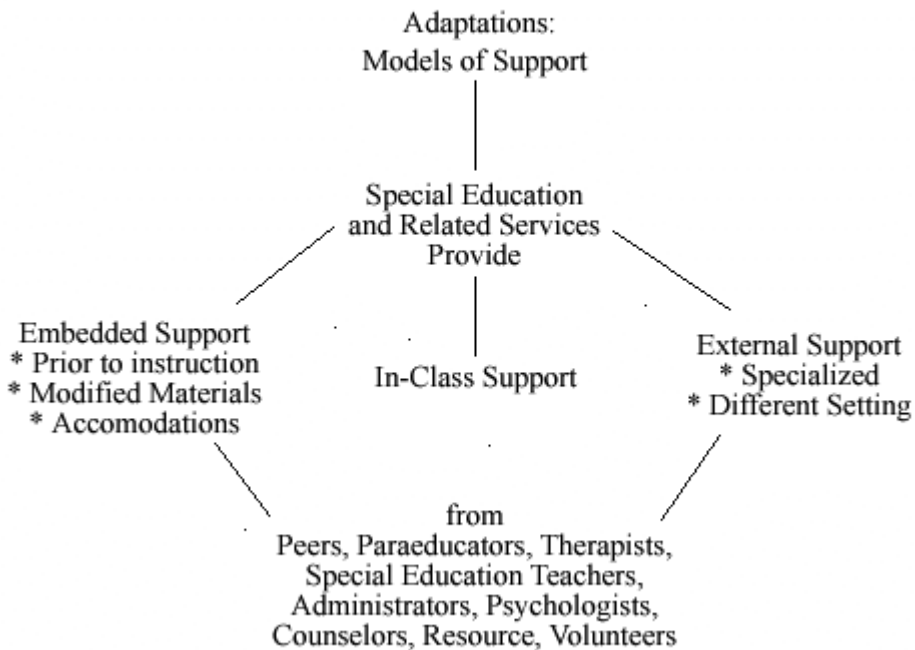 Adaptations:
Models of Support
Special Education
and Related Services
Provide
Embedded Support
* Prior to instruction
* Modified Materials
* Accomodations
In-Class Support
External Support
* Specialized
* Different Setting
from
Peers, Paraeducators, Therapists,
Special Education Teachers,
Administrators, Psychologists,
Counselors, Resource, Volunteers